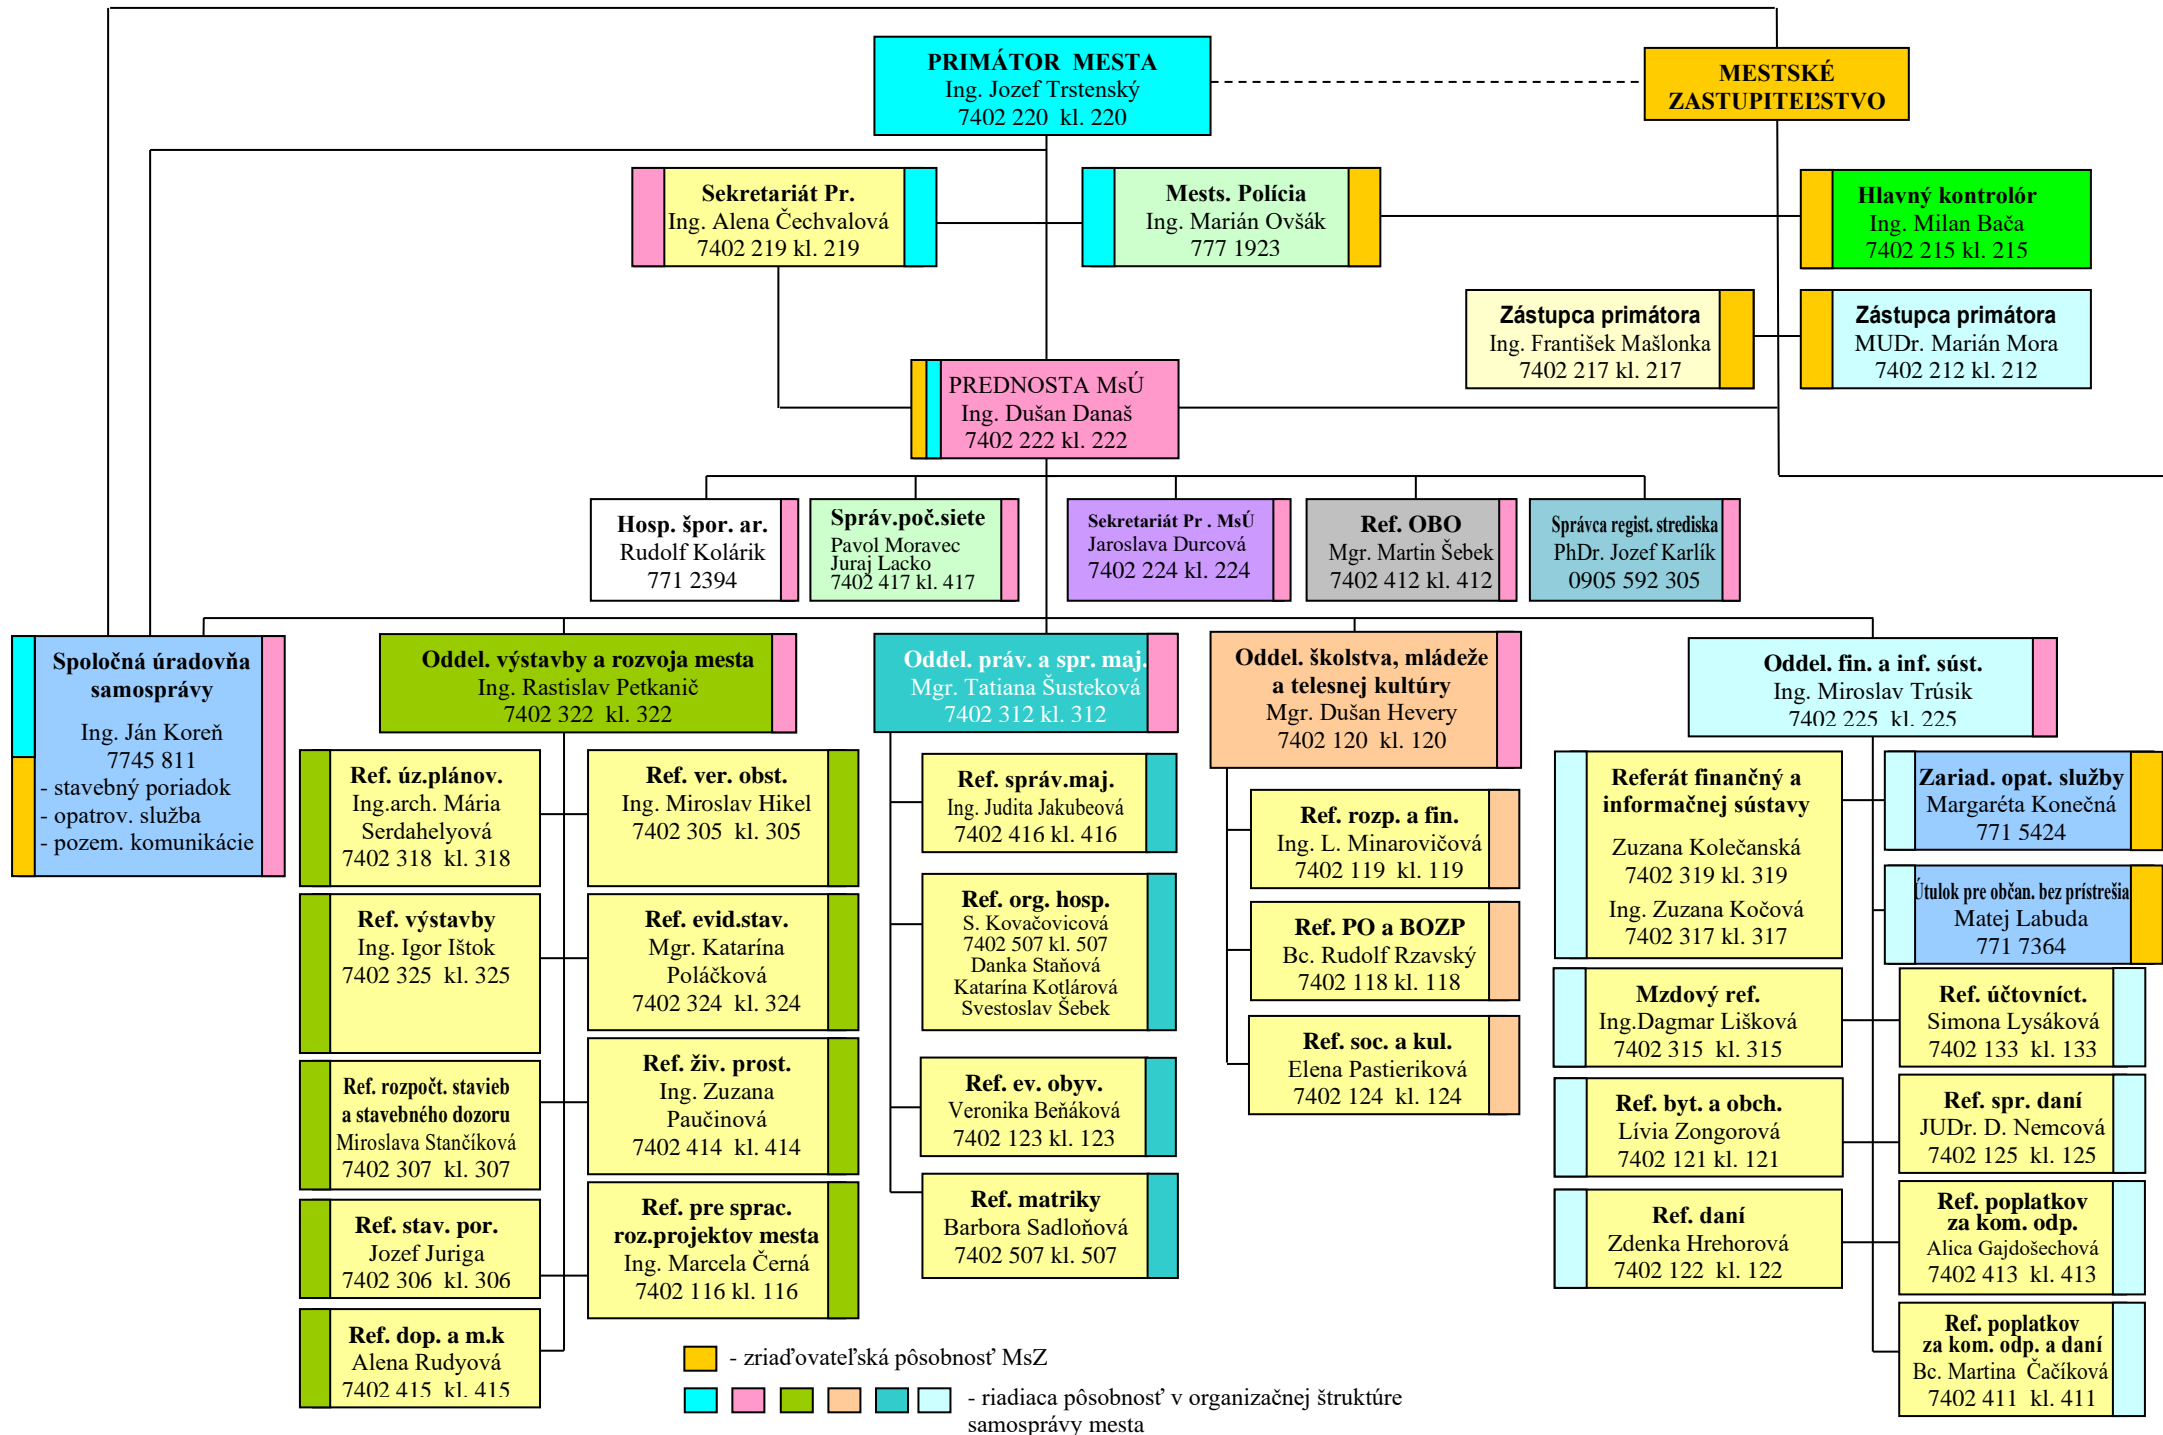 PRIMÁTOR  MESTA
Ing. Jozef Trstenský
7402 220  kl. 220
MESTSKÉ
ZASTUPITEĽSTVO
Sekretariát Pr.
Ing. Alena Čechvalová
7402 219 kl. 219
Mests. Polícia
Ing. Marián Ovšák
777 1923
Hlavný kontrolór
Ing. Milan Bača
7402 215 kl. 215
Zástupca primátora
Ing. František Mašlonka
7402 217 kl. 217
Zástupca primátora
MUDr. Marián Mora
7402 212 kl. 212
PREDNOSTA MsÚ
Ing. Dušan Današ
7402 222 kl. 222
Hosp. špor. ar.
Rudolf Kolárik
771 2394
Správ.poč.siete
Pavol Moravec
Juraj Lacko
7402 417 kl. 417
Sekretariát Pr . MsÚ
Jaroslava Durcová
7402 224 kl. 224
Ref. OBO
Mgr. Martin Šebek
7402 412 kl. 412
Správca regist. strediska
PhDr. Jozef Karlík
0905 592 305
Spoločná úradovňa
samosprávy
Ing. Ján Koreň
7745 811
- stavebný poriadok
- opatrov. služba
- pozem. komunikácie
Oddel. výstavby a rozvoja mesta
Ing. Rastislav Petkanič
7402 322  kl. 322
Ref. úz.plánov.
Ing.arch. Mária
Serdahelyová
7402 318  kl. 318
Ref. ver. obst.
Ing. Miroslav Hikel
7402 305  kl. 305
Ref. výstavby
Ing. Igor Ištok
7402 325  kl. 325
Ref. evid.stav.
Mgr. Katarína
Poláčková
7402 324  kl. 324
Ref. rozpočt. stavieb
a stavebného dozoru
Miroslava Stančíková
7402 307  kl. 307
Ref. živ. prost.
Ing. Zuzana
Paučinová
7402 414  kl. 414
Ref. stav. por.
Jozef Juriga
7402 306  kl. 306
Ref. pre sprac.
roz.projektov mesta
Ing. Marcela Černá
7402 116 kl. 116
Ref. dop. a m.k
Alena Rudyová
7402 415  kl. 415
Oddel. práv. a spr. maj.
Mgr. Tatiana Šusteková
7402 312 kl. 312
Ref. správ.maj.
Ing. Judita Jakubeová
7402 416 kl. 416
Ref. org. hosp.
S. Kovačovicová
7402 507 kl. 507
Danka Staňová
Katarína Kotlárová
Svestoslav Šebek
Ref. ev. obyv.
Veronika Beňáková
7402 123 kl. 123
Ref. matriky
Barbora Sadloňová
7402 507 kl. 507
Oddel. školstva, mládeže
a telesnej kultúry
Mgr. Dušan Hevery
7402 120  kl. 120
Ref. rozp. a fin.
Ing. L. Minarovičová
7402 119  kl. 119
Ref. PO a BOZP
Bc. Rudolf Rzavský
7402 118 kl. 118
Ref. soc. a kul.
Elena Pastieriková
7402 124  kl. 124
Oddel. fin. a inf. súst.
Ing. Miroslav Trúsik
7402 225  kl. 225
Referát finančný a
informačnej sústavy
Zuzana Kolečanská
7402 319 kl. 319
Ing. Zuzana Kočová
7402 317 kl. 317
Zariad. opat. služby
Margaréta Konečná
771 5424
Útulok pre občan. bez prístrešia
Matej Labuda
771 7364
Mzdový ref.
Ing.Dagmar Lišková
7402 315  kl. 315
Ref. účtovníct.
Simona Lysáková
7402 133  kl. 133
Ref. byt. a obch.
Lívia Zongorová
7402 121 kl. 121
Ref. spr. daní
JUDr. D. Nemcová
7402 125  kl. 125
Ref. daní
Zdenka Hrehorová
7402 122  kl. 122
Ref. poplatkov
za kom. odp.
Alica Gajdošechová
7402 413  kl. 413
Ref. poplatkov
za kom. odp. a daní
Bc. Martina  Čačíková
7402 411  kl. 411
- zriaďovateľská pôsobnosť MsZ
- riadiaca pôsobnosť v organizačnej štruktúre
samosprávy mesta